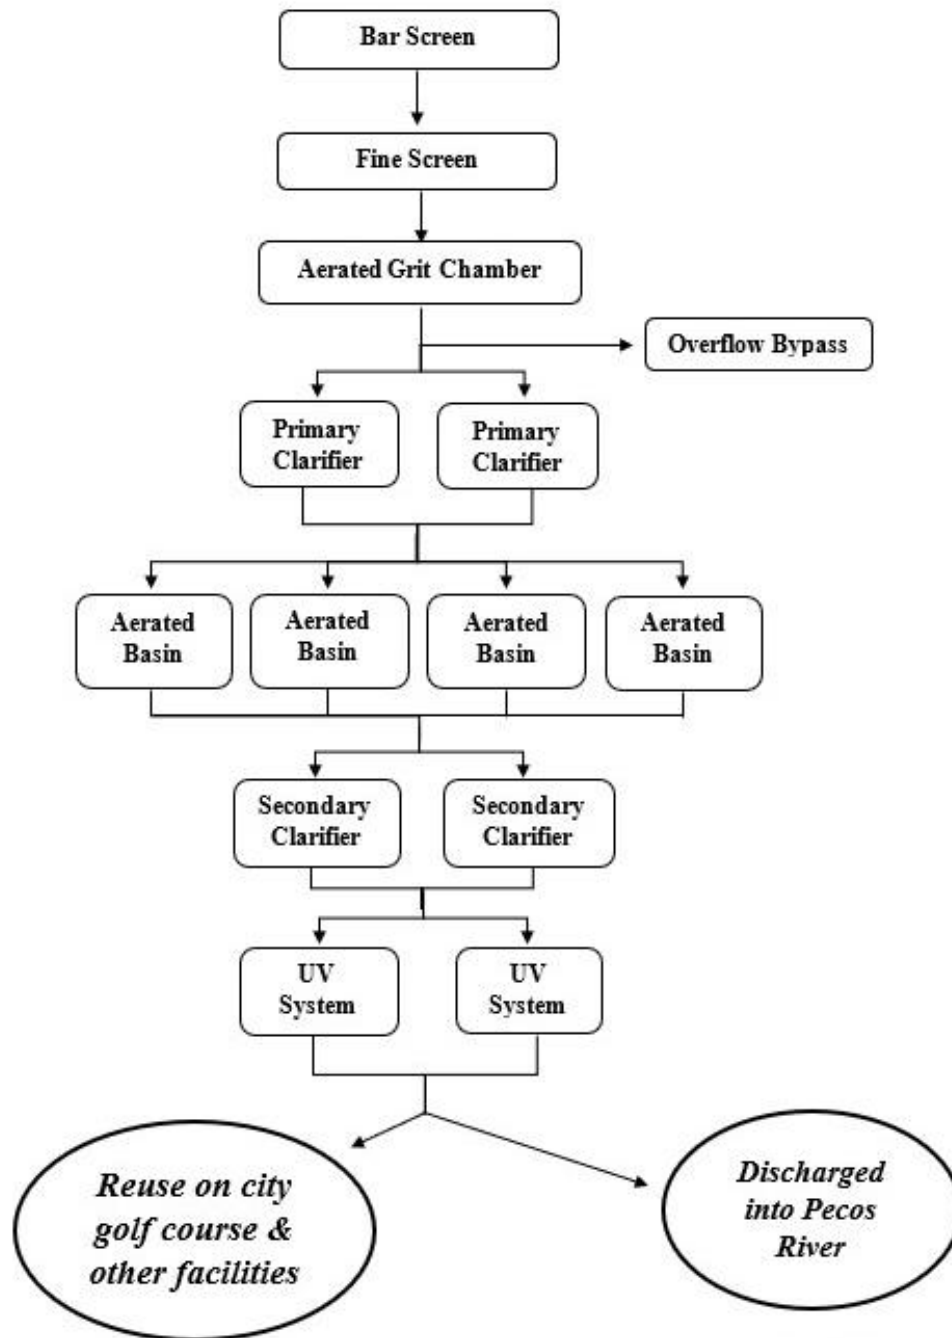 Bar Screen
Fine Screen
Aerated Grit Chamber
Overflow Bypass
Primary
Clarifier
Primary
Clarifier
Aerated
Basin
Aerated
Basin
Aerated
Basin
Aerated
Basin
Secondary
Clarifier
Secondary
Clarifier
UV
System
UV
System
Reuse on city
golf course &
other facilities
Discharged
into Pecos
River